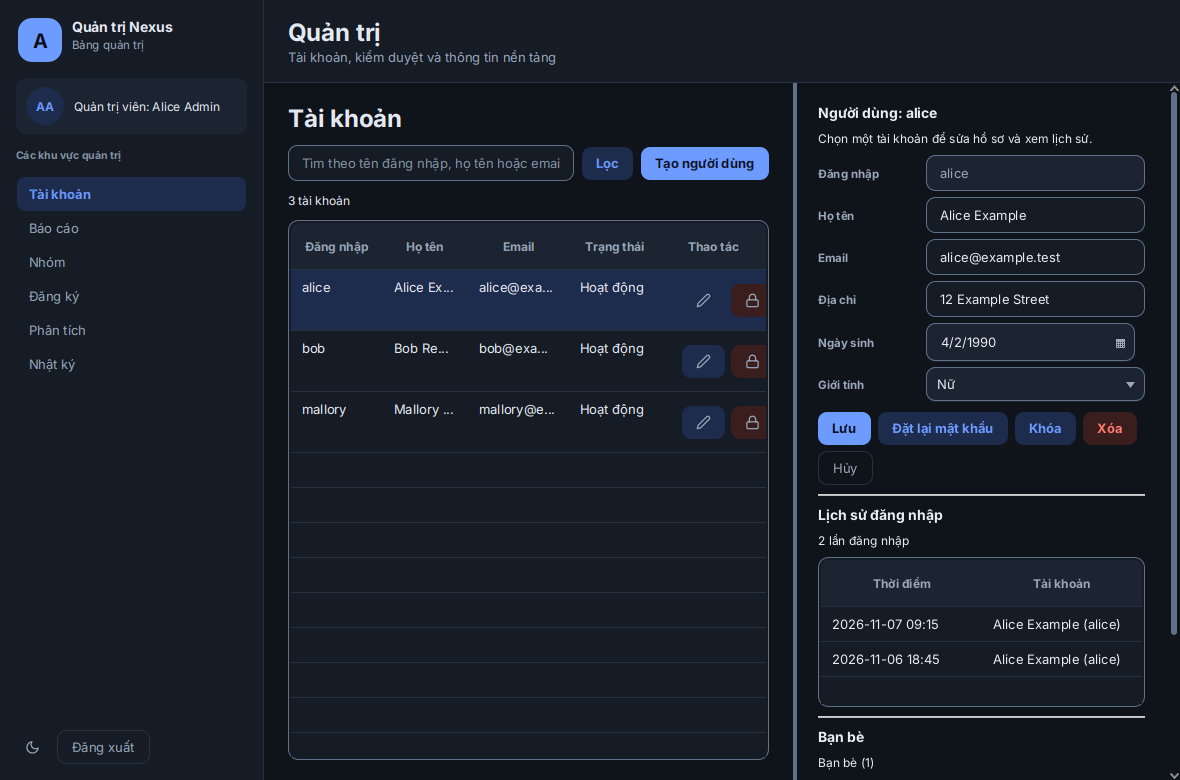 A
Quản trị Nexus
Bảng quản trị
AA
Quản trị viên: Alice Admin
Các khu vực quản trị
Tài khoản
Báo cáo
Nhóm
Đăng ký
Phân tích
Nhật ký
Đăng xuất
Quản trị
Tài khoản, kiểm duyệt và thông tin nền tảng
Tài khoản
Tìm theo tên đăng nhập, họ tên hoặc emai
Lọc
Tạo người dùng
3 tài khoản
Đăng nhập Họ tên Email Trạng thái Thao tác
alice Alice Ex... alice@exa... Hoạt động
bob Bob Re... bob@exa... Hoạt động
mallory Mallory ... mallory@e... Hoạt động
Người dùng: alice
Chọn một tài khoản để sửa hồ sơ và xem lịch sử.
Đăng nhập alice
Họ tên Alice Example
Email alice@example.test
Địa chỉ 12 Example Street
Ngày sinh 4/2/1990
Giới tính Nữ
Lưu Đặt lại mật khẩu Khóa Xóa
Hủy
Lịch sử đăng nhập
2 lần đăng nhập
Thời điểm Tài khoản
2026-11-07 09:15 Alice Example (alice)
2026-11-06 18:45 Alice Example (alice)
Bạn bè
Bạn bè (1)